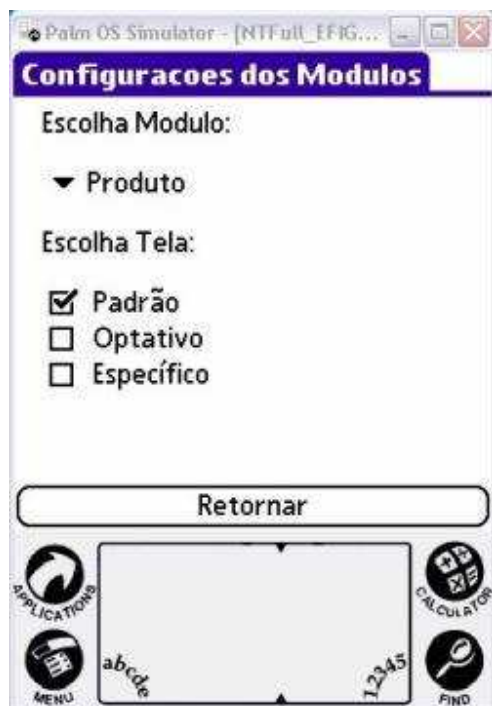 Palm OS Simulator - [NTFull_EFIG...
Configuracoes dos Modulos
Escolha Modulo:
Produto
Escolha Tela:
Padrão
Optativo
Específico
Retornar
APPLICATIONS
CALCULATOR
abcde
12345
MENU
FIND